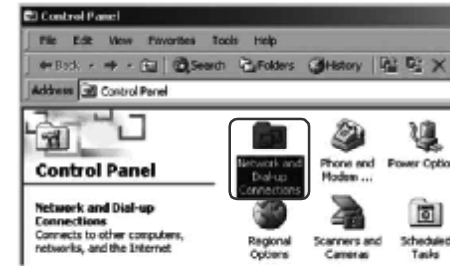 Control Panel
File Edit View Favorites Tools Help
Back Search Folders History
Address Control Panel
Control Panel
Network and Dial-up
Connections
Connects to other computers,
networks, and the Internet
Network and
Dial-up
Connections
Phone and
Modem ...
Power Optio
Regional
Options
Scanners and
Cameras
Scheduled
Tasks